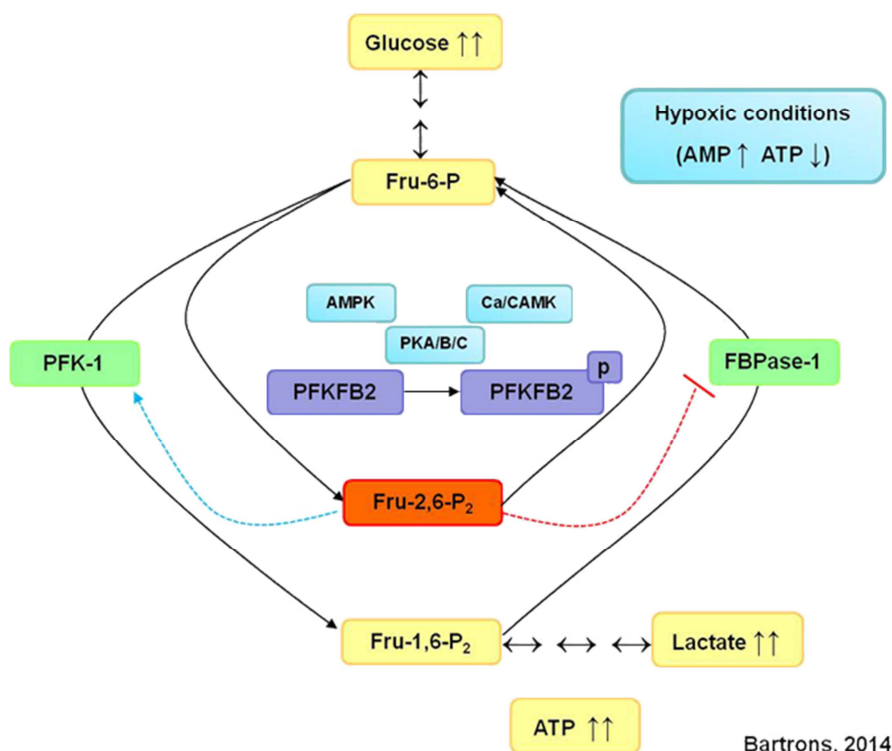 Glucose ↑↑
Hypoxic conditions
(AMP ↑ ATP ↓)
Fru-6-P
AMPK
Ca/CAMK
PKA/B/C
PFK-1
FBPase-1
p
PFKFB2
PFKFB2
Fru-2,6-P₂
Fru-1,6-P₂
Lactate ↑↑
ATP ↑↑
Bartrons, 2014